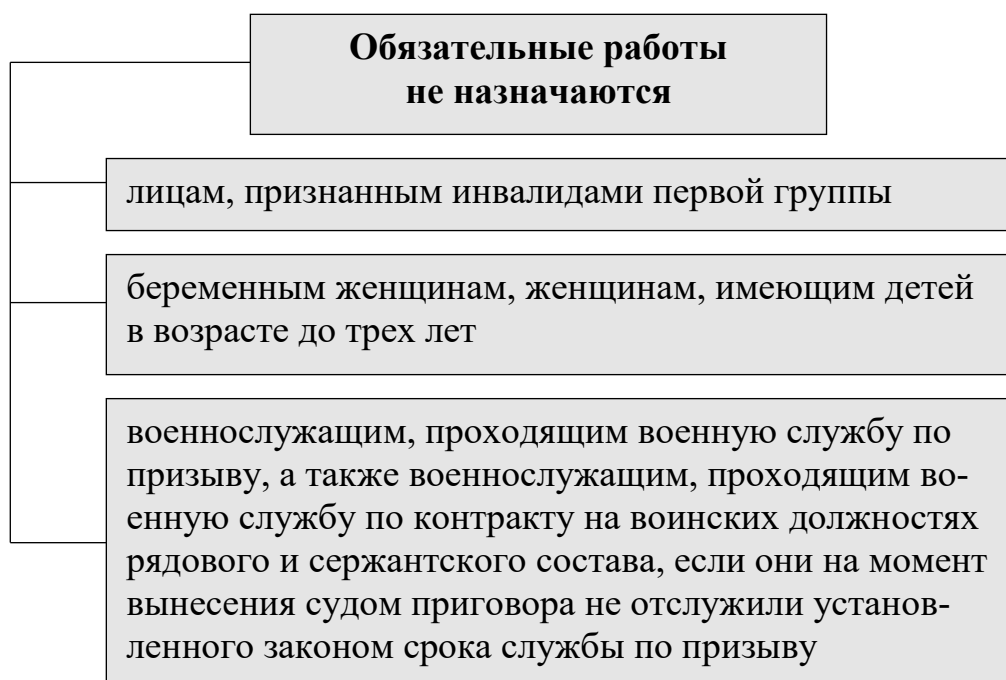 Обязательные работы
не назначаются
лицам, признанным инвалидами первой группы
беременным женщинам, женщинам, имеющим детей
в возрасте до трех лет
военнослужащим, проходящим военную службу по
призыву, а также военнослужащим, проходящим во-
енную службу по контракту на воинских должностях
рядового и сержантского состава, если они на момент
вынесения судом приговора не отслужили установ-
ленного законом срока службы по призыву